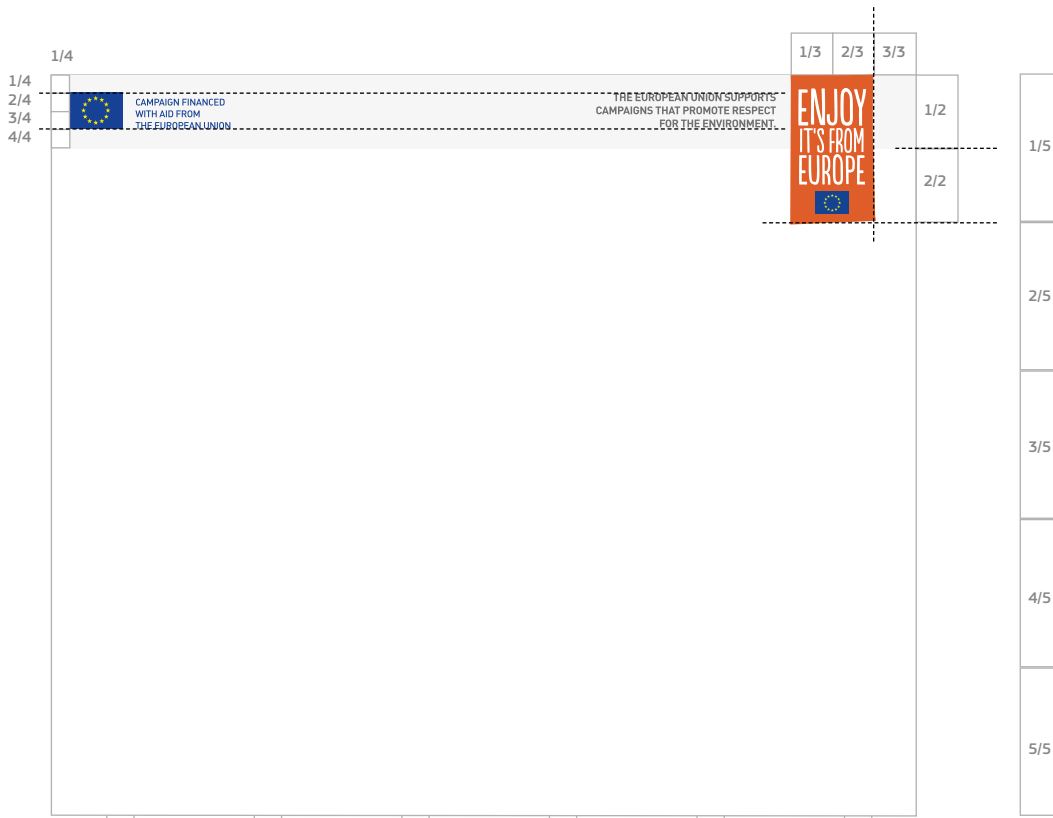 1/4
1/3 2/3 3/3
1/4
2/4
3/4
4/4
CAMPAIGN FINANCED
WITH AID FROM
THE EUROPEAN UNION
THE EUROPEAN UNION SUPPORTS
CAMPAIGNS THAT PROMOTE RESPECT
FOR THE ENVIRONMENT.
ENJOY
IT'S FROM
EUROPE
1/2
2/2
1/5
2/5
3/5
4/5
5/5